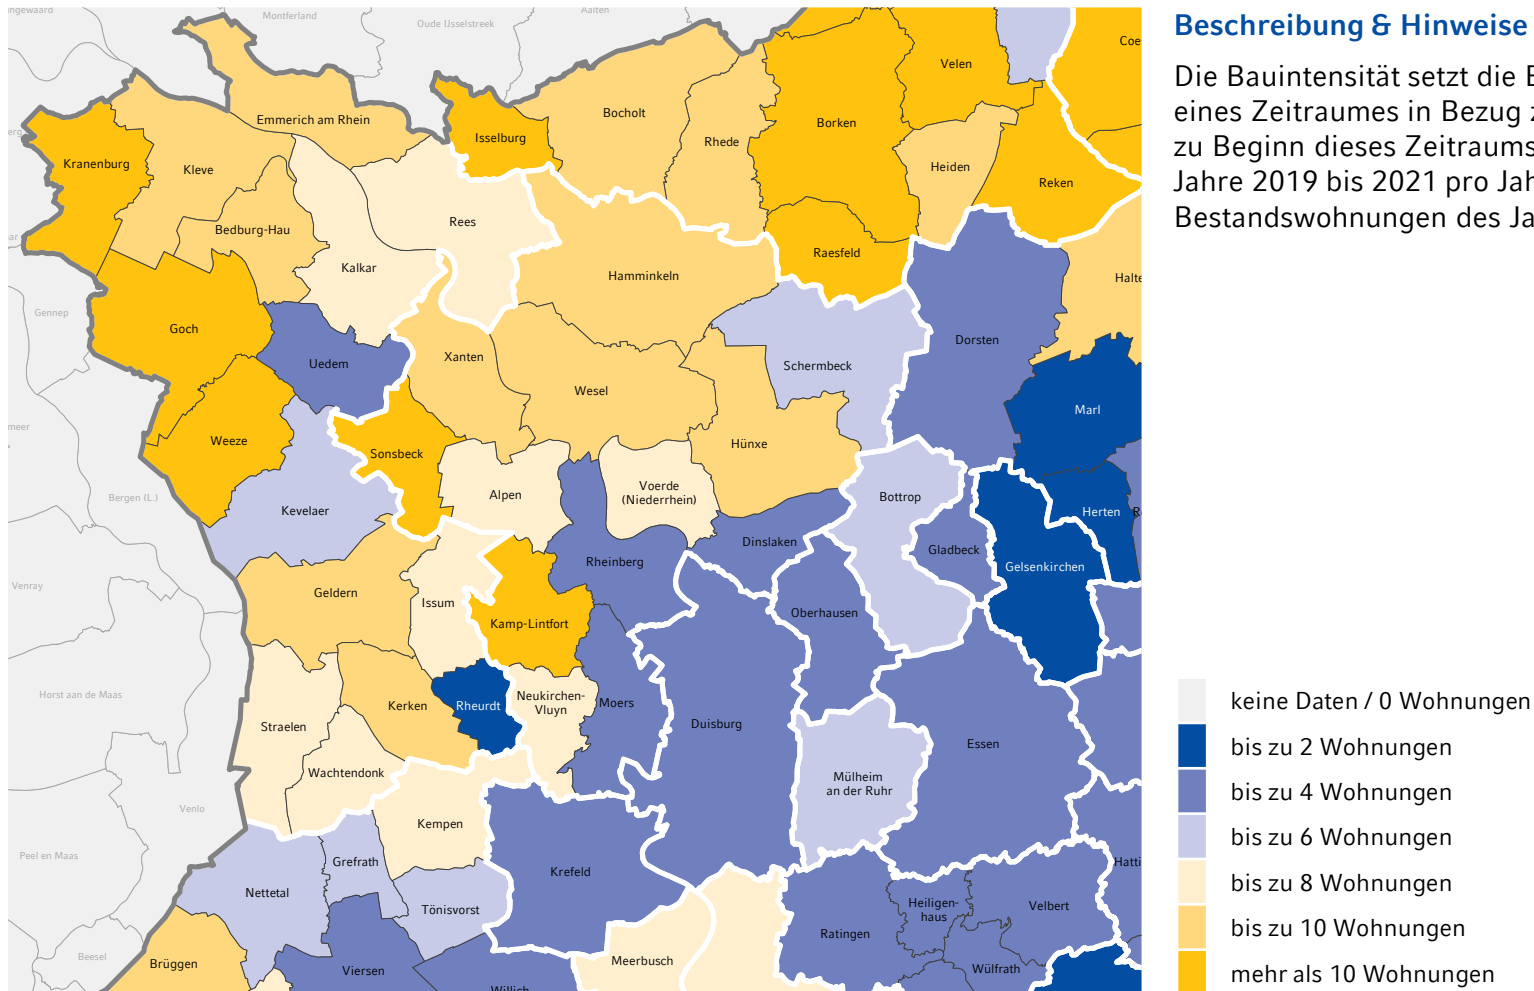 ngewaard
Montferland
Oude IJsselstreek
Aalten
Coe
Velen
Emmerich am Rhein
Bocholt
Borken
Isselburg
Rhede
Kranenburg
Kleve
Heiden
Reken
Rees
Bedburg-Hau
Raesfeld
Kalkar
Hamminkeln
Halte
Gennep
Goch
Dorsten
Xanten
Uedem
Schermbeck
Wesel
Marl
Weeze
Hünxe
Sonsbeck
meer
Bergen (L.)
Alpen
Voerde
(Niederrhein)
Bottrop
Kevelaer
Herten
R
Dinslaken
Gladbeck
Rheinberg
Gelsenkirchen
Venray
Geldern
Issum
Kamp-Lintfort
Oberhausen
Horst aan de Maas
Neukirchen-
Vluyn
Kerken
Rheurdt
Moers
Straelen
Duisburg
Essen
Wachtendonk
Mülheim
an der Ruhr
Venlo
Kempen
Peel en Maas
Grefrath
Hatti
Krefeld
Nettetal
Tönisvorst
Heiligen-
haus
Velbert
Ratingen
Beesel
Brüggen
Viersen
Meerbusch
Wülfrath
Willich
Beschreibung & Hinweise
Die Bauintensität setzt die B
eines Zeitraumes in Bezug z
zu Beginn dieses Zeitraums
Jahre 2019 bis 2021 pro Jah
Bestandswohnungen des Ja
keine Daten / 0 Wohnungen
bis zu 2 Wohnungen
bis zu 4 Wohnungen
bis zu 6 Wohnungen
bis zu 8 Wohnungen
bis zu 10 Wohnungen
mehr als 10 Wohnungen